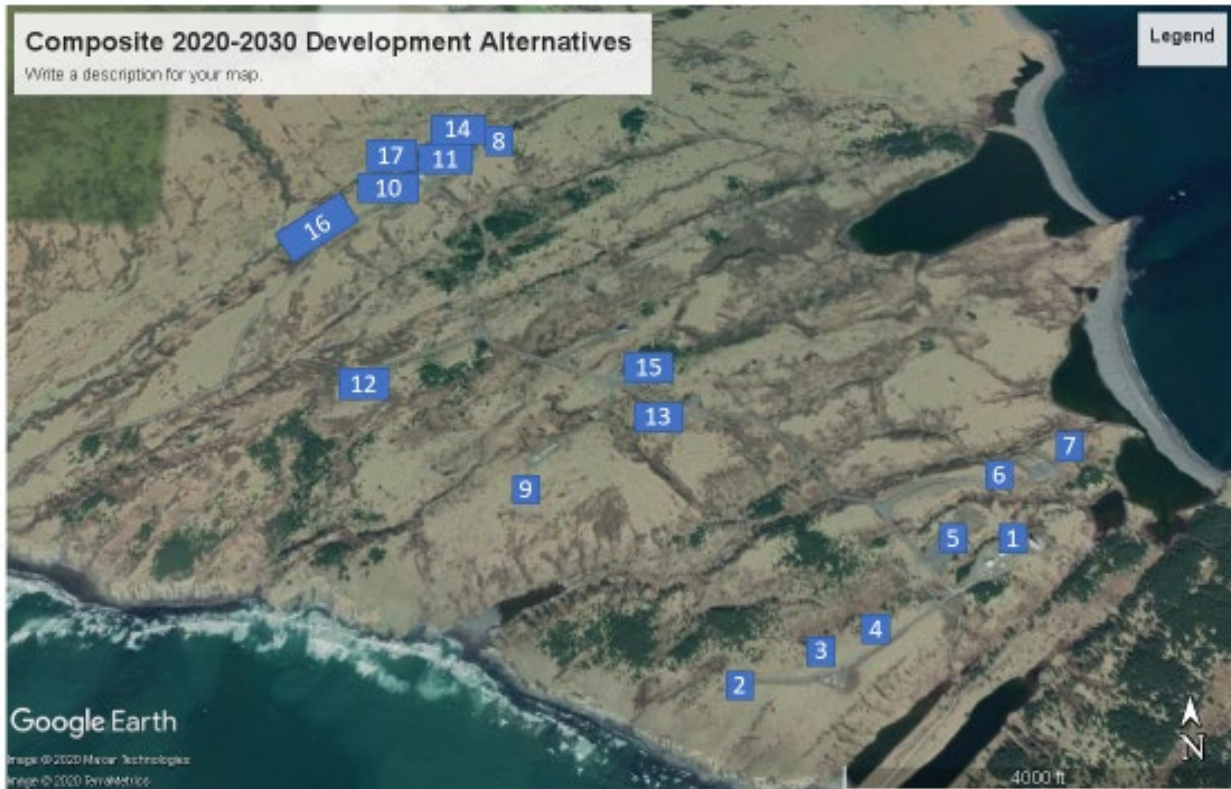 Composite 2020-2030 Development Alternatives
Write a description for your map.
Legend
14
8
17
11
10
16
15
12
13
7
6
9
5
1
4
3
2
Google Earth
Image © 2020 Maxar Technologies
Image © 2020 TerraMetrics
N
4000 ft